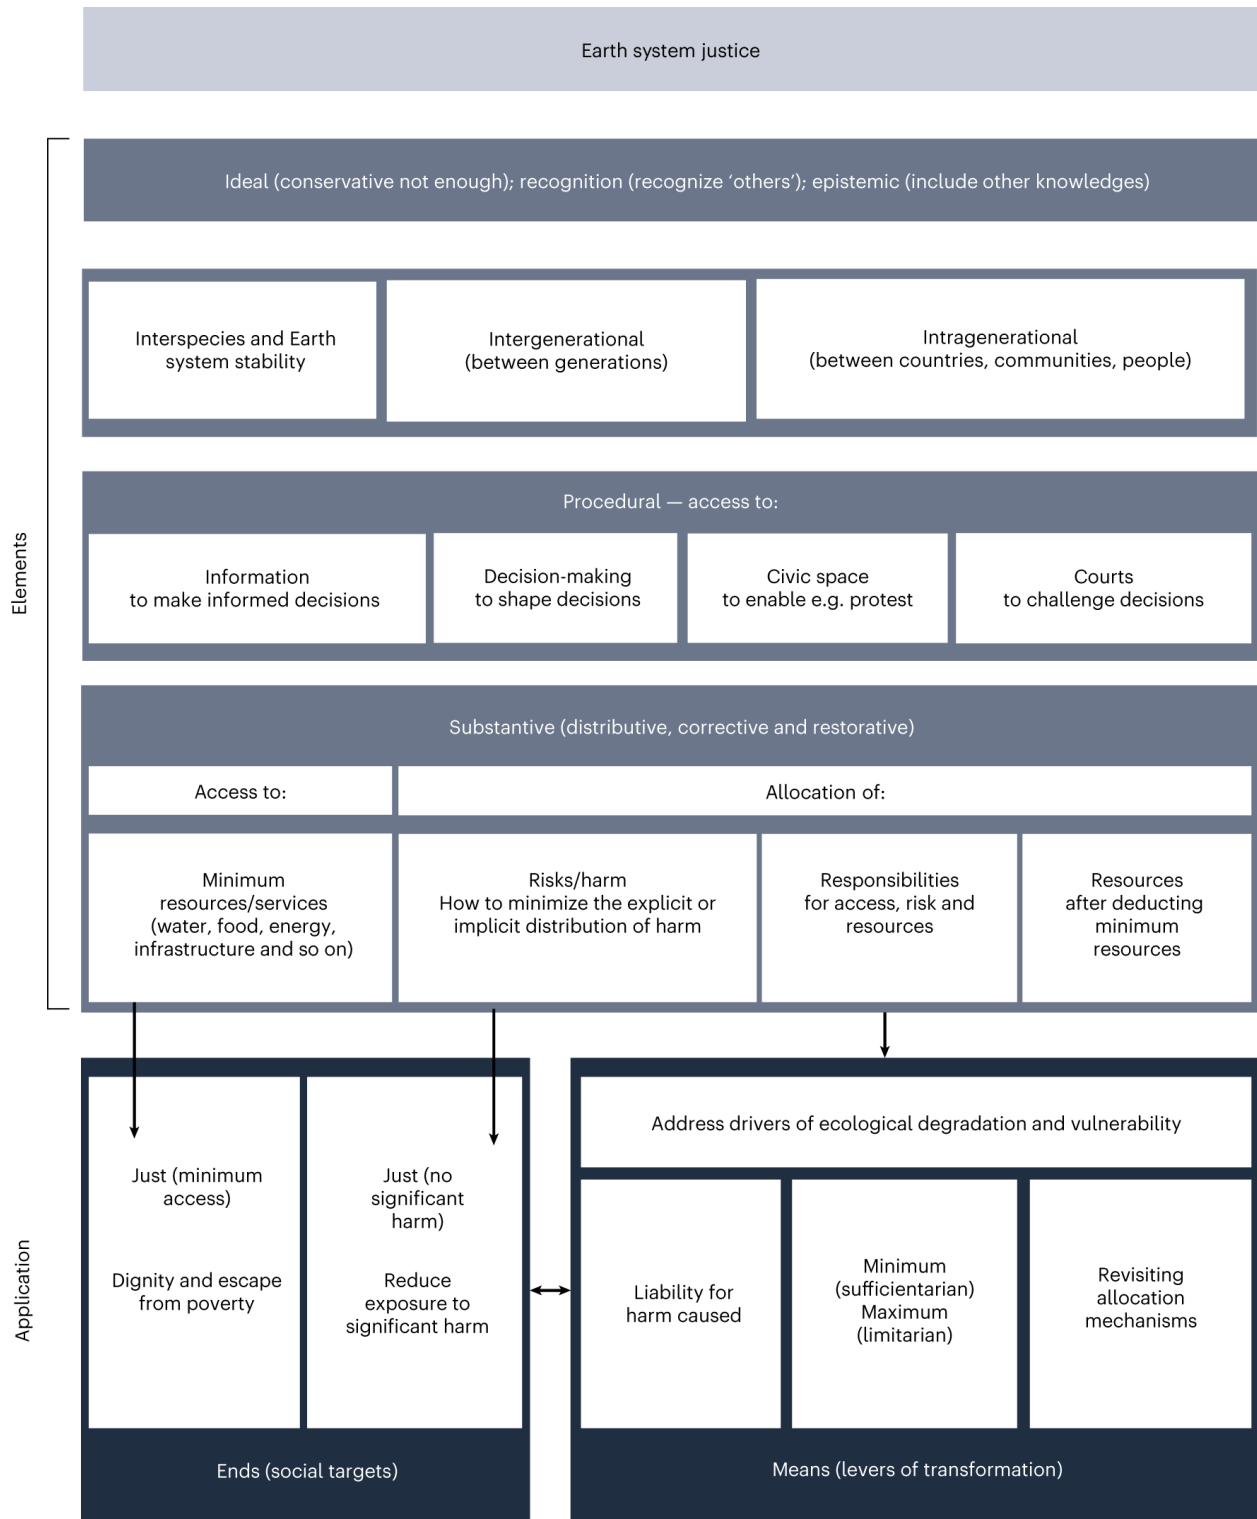 Earth system justice
Elements
Ideal (conservative not enough); recognition (recognize ‘others’); epistemic (include other knowledges)
Interspecies and Earth
system stability
Intergenerational
(between generations)
Intragenerational
(between countries, communities, people)
Procedural — access to:
Information
to make informed decisions
Decision-making
to shape decisions
Civic space
to enable e.g. protest
Courts
to challenge decisions
Substantive (distributive, corrective and restorative)
Access to:
Allocation of:
Minimum
resources/services
(water, food, energy,
infrastructure and so on)
Risks/harm
How to minimize the explicit or
implicit distribution of harm
Responsibilities
for access, risk and
resources
Resources
after deducting
minimum
resources
Application
Just (minimum
access)
Dignity and escape
from poverty
Just (no
significant
harm)
Reduce
exposure to
significant harm
Ends (social targets)
Address drivers of ecological degradation and vulnerability
Liability for
harm caused
Minimum
(sufficientarian)
Maximum
(limitarian)
Revisiting
allocation
mechanisms
Means (levers of transformation)